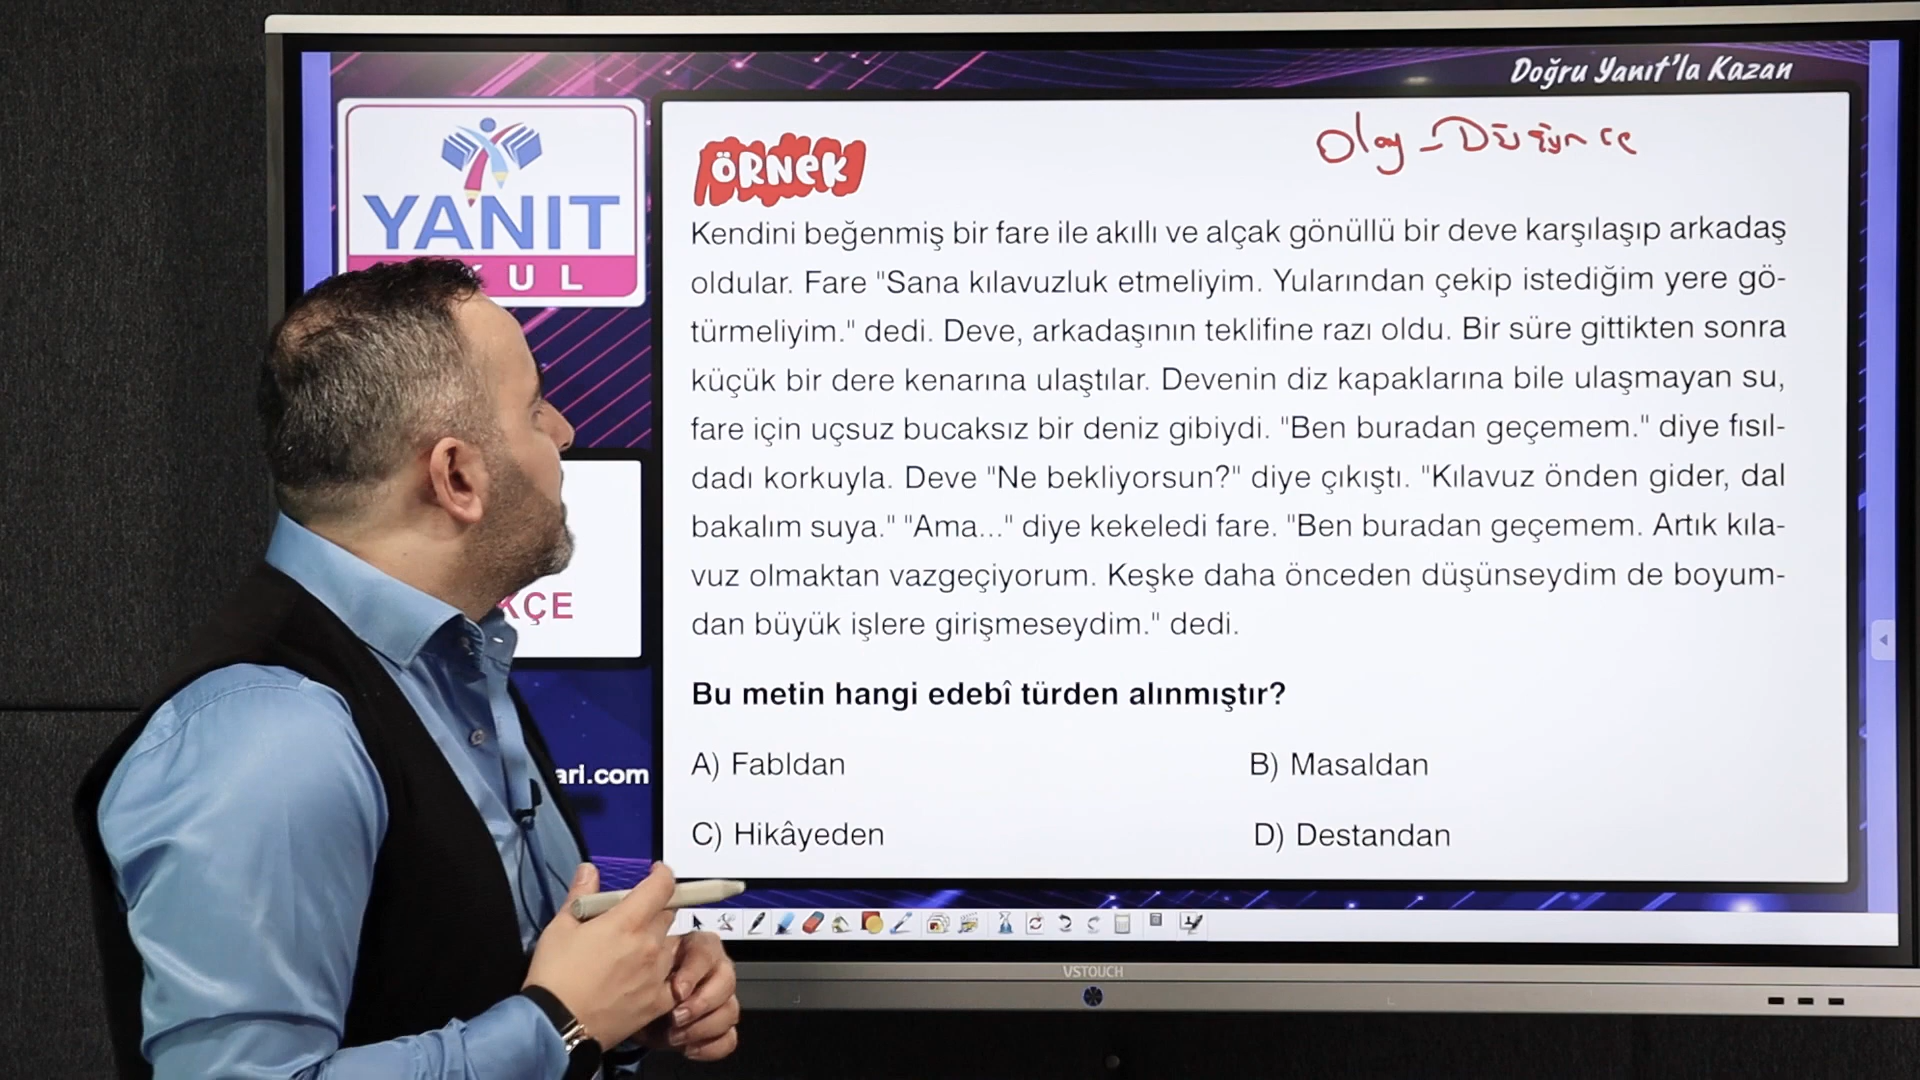 Doğru Yanıt'la Kazan
YANIT
KUL
Olay - Düşünce
ÖRNEK
Kendini beğenmiş bir fare ile akıllı ve alçak gönüllü bir deve karşılaşıp arkadaş
oldular. Fare "Sana kılavuzluk etmeliyim. Yularından çekip istediğim yere gö-
türmeliyim." dedi. Deve, arkadaşının teklifine razı oldu. Bir süre gittikten sonra
küçük bir dere kenarına ulaştılar. Devenin diz kapaklarına bile ulaşmayan su,
fare için uçsuz bucaksız bir deniz gibiydi. "Ben buradan geçemem." diye fısıl-
dadı korkuyla. Deve "Ne bekliyorsun?" diye çıkıştı. "Kılavuz önden gider, dal
bakalım suya." "Ama..." diye kekeledi fare. "Ben buradan geçemem. Artık kıla-
vuz olmaktan vazgeçiyorum. Keşke daha önceden düşünseydim de boyum-
dan büyük işlere girişmeseydim." dedi.
KÇE
Bu metin hangi edebî türden alınmıştır?
A) Fabldan
B) Masaldan
ari.com
C) Hikâyeden
D) Destandan
VSTOUCH